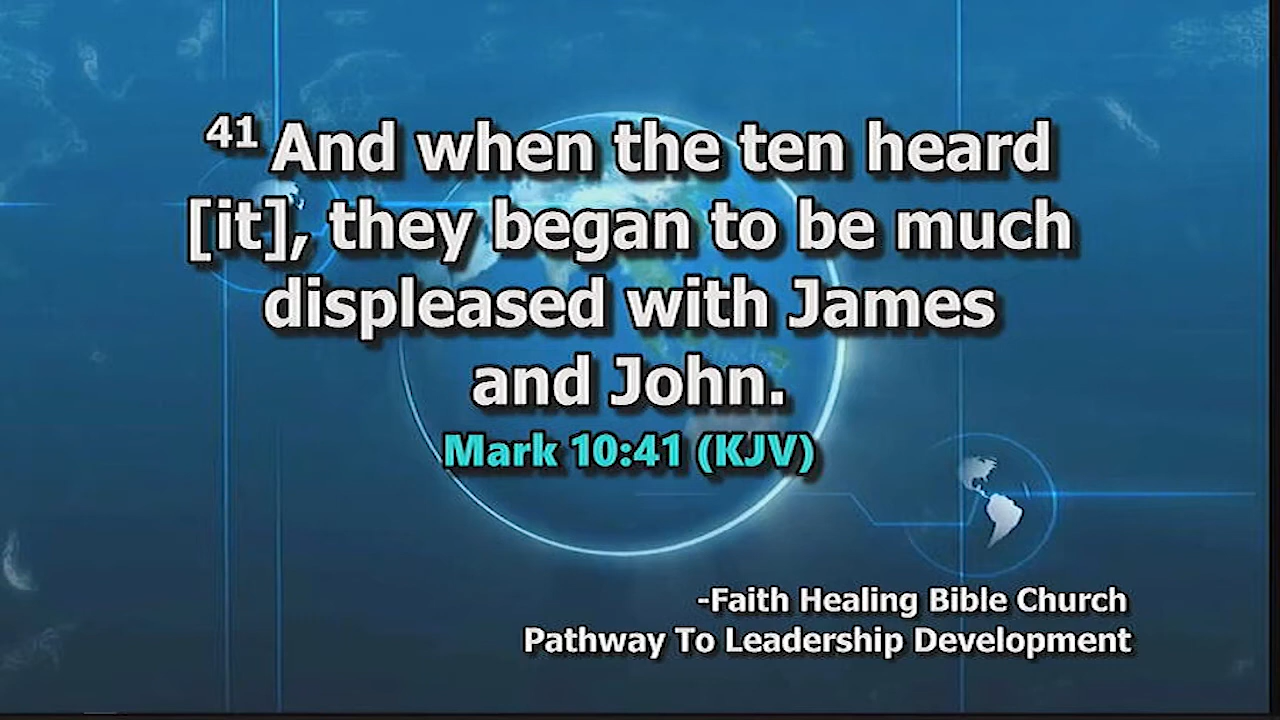 41 And when the ten heard
[it], they began to be much
displeased with James
and John.
Mark 10:41 (KJV)
-Faith Healing Bible Church
Pathway To Leadership Development